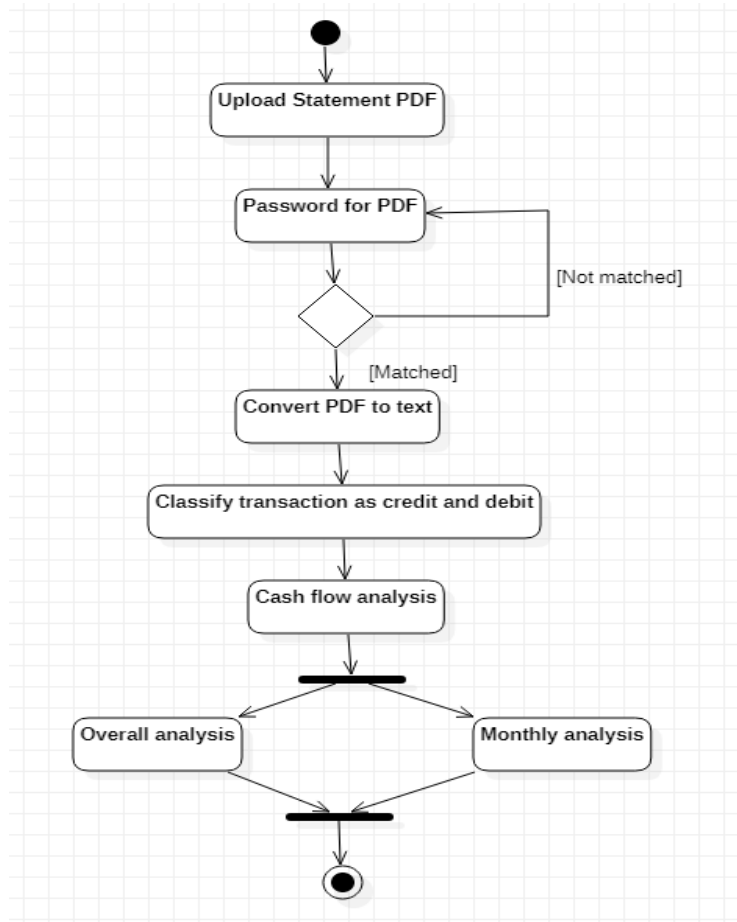 Upload Statement PDF
Password for PDF
[Not matched]
[Matched]
Convert PDF to text
Classify transaction as credit and debit
Cash flow analysis
Overall analysis
Monthly analysis